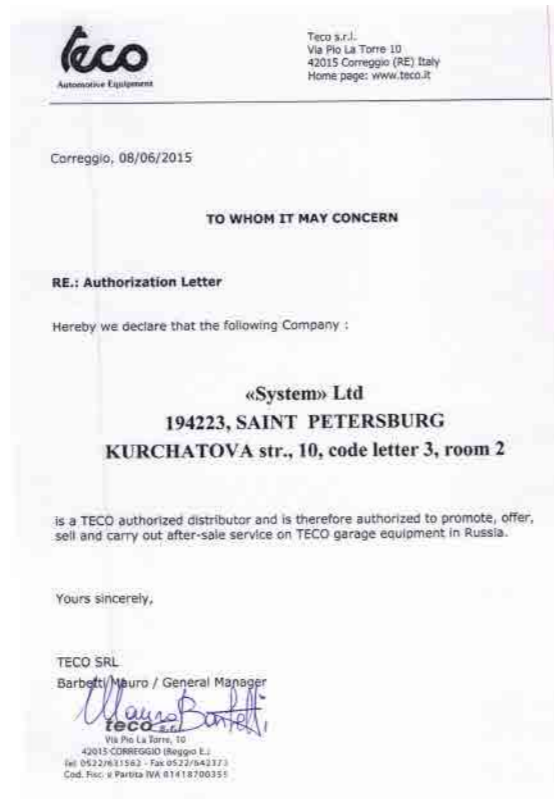 teco
Automotive Equipment
Teco s.r.l.
Via Pio La Torre 10
42015 Correggio (RE) Italy
Home page: www.teco.it
Correggio, 08/06/2015
TO WHOM IT MAY CONCERN
RE.: Authorization Letter
Hereby we declare that the following Company :
«System» Ltd
194223, SAINT PETERSBURG
KURCHATOVA str., 10, code letter 3, room 2
is a TECO authorized distributor and is therefore authorized to promote, offer,
sell and carry out after-sale service on TECO garage equipment in Russia.
Yours sincerely,
TECO SRL
Barbetti Mauro / General Manager
Mauro Barbetti
teco s.r.l.
Via Pio La Torre, 10
42015 CORREGGIO (Reggio E.)
Tel. 0522/631562 - Fax 0522/642373
Cod. Fisc. e Partita IVA 01418700355